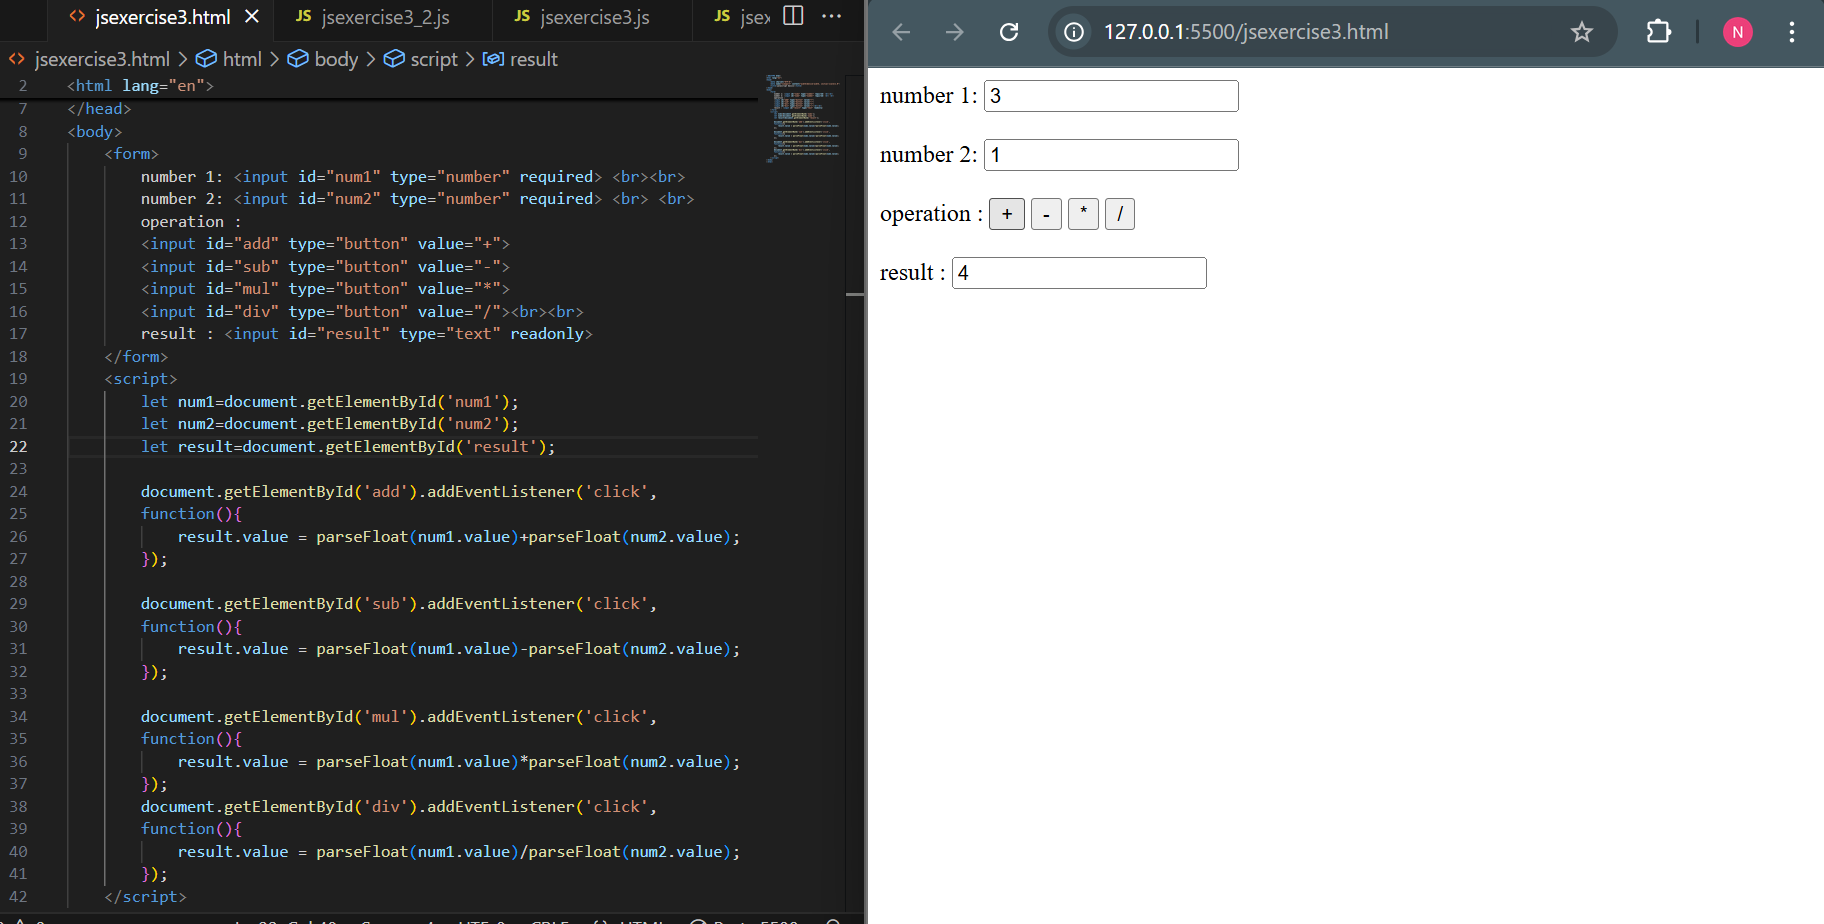 jsexercise3.html
JS jsexercise3_2.js
JS jsexercise3.js
JS jsex
jsexercise3.html > html > body > script > result
2 <html lang="en">
7 </head>
8 <body>
9 <form>
10 number 1: <input id="num1" type="number" required> <br><br>
11 number 2: <input id="num2" type="number" required> <br> <br>
12 operation :
13 <input id="add" type="button" value="+">
14 <input id="sub" type="button" value="-">
15 <input id="mul" type="button" value="*">
16 <input id="div" type="button" value="/"><br><br>
17 result : <input id="result" type="text" readonly>
18 </form>
19 <script>
20 let num1=document.getElementById('num1');
21 let num2=document.getElementById('num2');
22 let result=document.getElementById('result');
23
24 document.getElementById('add').addEventListener('click',
25 function(){
26 result.value = parseFloat(num1.value)+parseFloat(num2.value);
27 });
28
29 document.getElementById('sub').addEventListener('click',
30 function(){
31 result.value = parseFloat(num1.value)-parseFloat(num2.value);
32 });
33
34 document.getElementById('mul').addEventListener('click',
35 function(){
36 result.value = parseFloat(num1.value)*parseFloat(num2.value);
37 });
38 document.getElementById('div').addEventListener('click',
39 function(){
40 result.value = parseFloat(num1.value)/parseFloat(num2.value);
41 });
42 </script>
127.0.0.1:5500/jsexercise3.html
N
number 1: 3
number 2: 1
operation : + - * /
result : 4